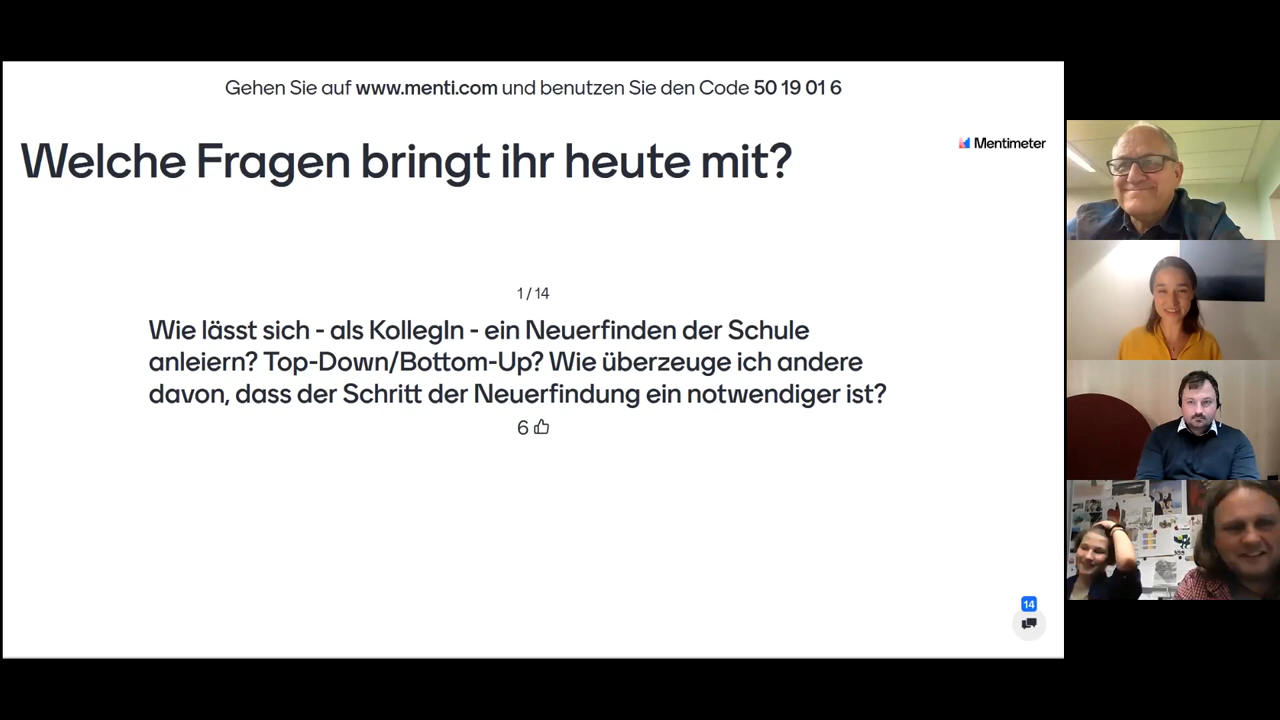 Gehen Sie auf www.menti.com und benutzen Sie den Code 50 19 01 6
Welche Fragen bringt ihr heute mit?
Mentimeter
1 / 14
Wie lässt sich - als KollegIn - ein Neuerfinden der Schule
anleiern? Top-Down/Bottom-Up? Wie überzeuge ich andere
davon, dass der Schritt der Neuerfindung ein notwendiger ist?
6
14